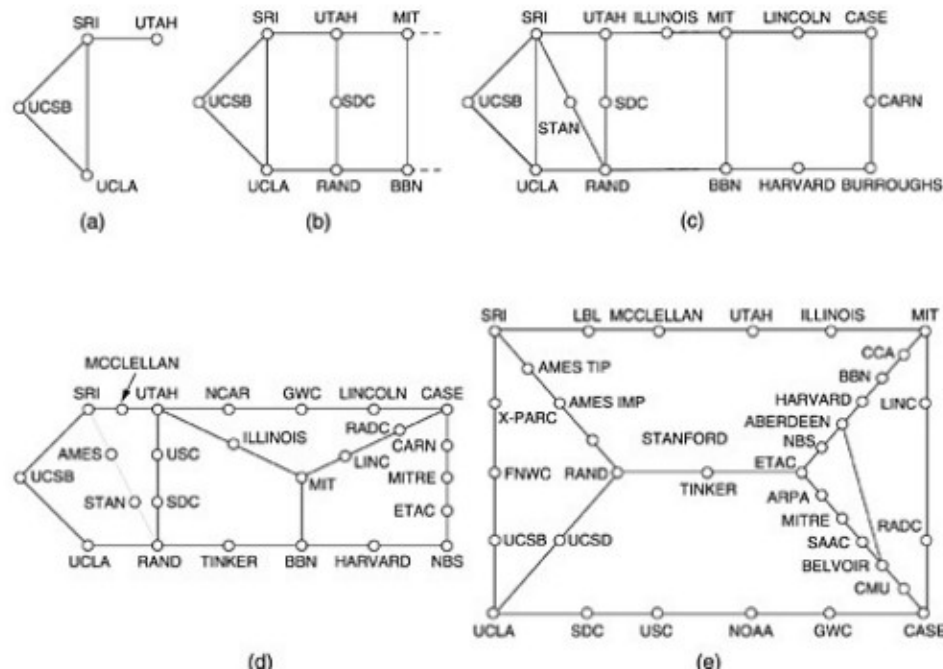 SRI UTAH
UCSB
UCLA
(a)
SRI UTAH MIT
UCSB SDC
UCLA RAND BBN
(b)
SRI UTAH ILLINOIS MIT LINCOLN CASE
UCSB SDC CARN
STAN
UCLA RAND BBN HARVARD BURROUGHS
(c)
MCCLELLAN
SRI UTAH NCAR GWC LINCOLN CASE
RADC
ILLINOIS CARN
AMES USC LINC
UCSB MIT MITRE
STAN SDC ETAC
UCLA RAND TINKER BBN HARVARD NBS
(d)
SRI LBL MCCLELLAN UTAH ILLINOIS MIT
CCA
AMES TIP BBN
X-PARC AMES IMP HARVARD LINC
ABERDEEN
STANFORD NBS
FNWC RAND ETAC
TINKER ARPA
MITRE RADC
UCSB UCSD SAAC
BELVOIR
CMU
UCLA SDC USC NOAA GWC CASE
(e)